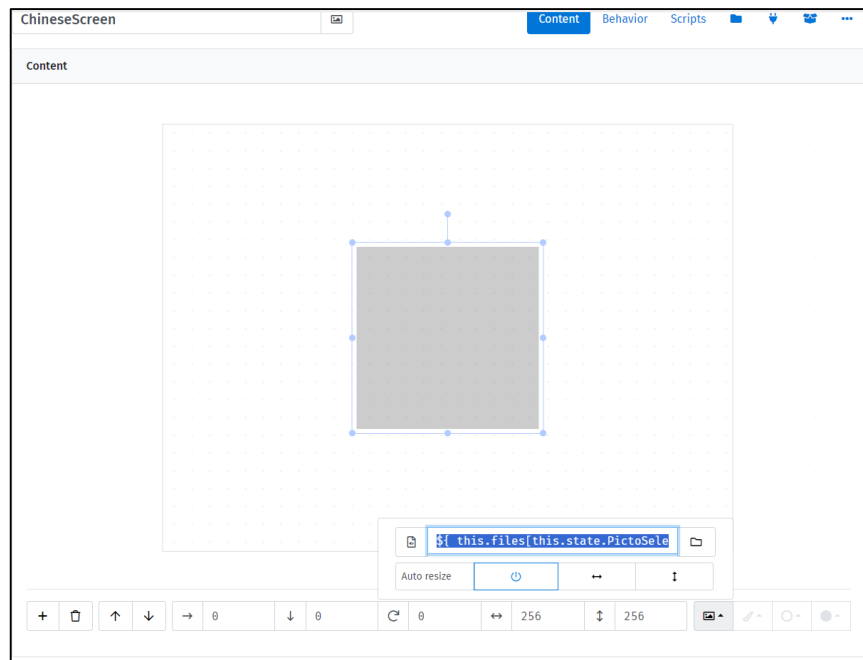 ChineseScreen Content Behavior Scripts
Content
${ this.files[this.state.PictoSele
Auto resize
0 0 0 256 256